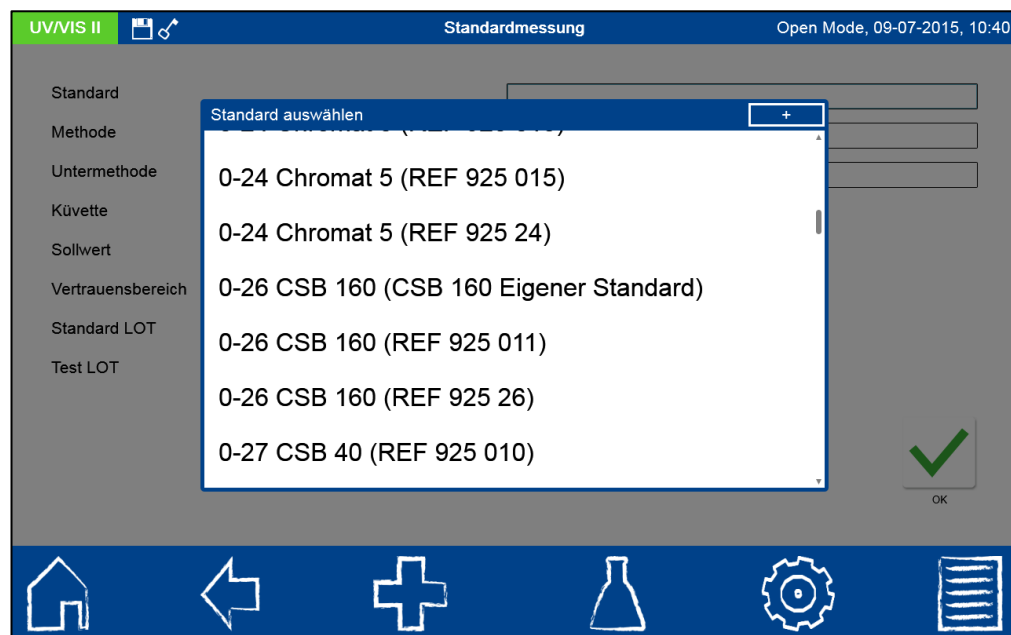 UV/VIS II Standardmessung Open Mode, 09-07-2015, 10:40
Standard
Standard auswählen +
Methode
0-24 Chromat 5 (REF 925 015)
Untermethode
0-24 Chromat 5 (REF 925 24)
Küvette
Sollwert
0-26 CSB 160 (CSB 160 Eigener Standard)
Vertrauensbereich
0-26 CSB 160 (REF 925 011)
Standard LOT
Test LOT
0-26 CSB 160 (REF 925 26)
0-27 CSB 40 (REF 925 010)
OK